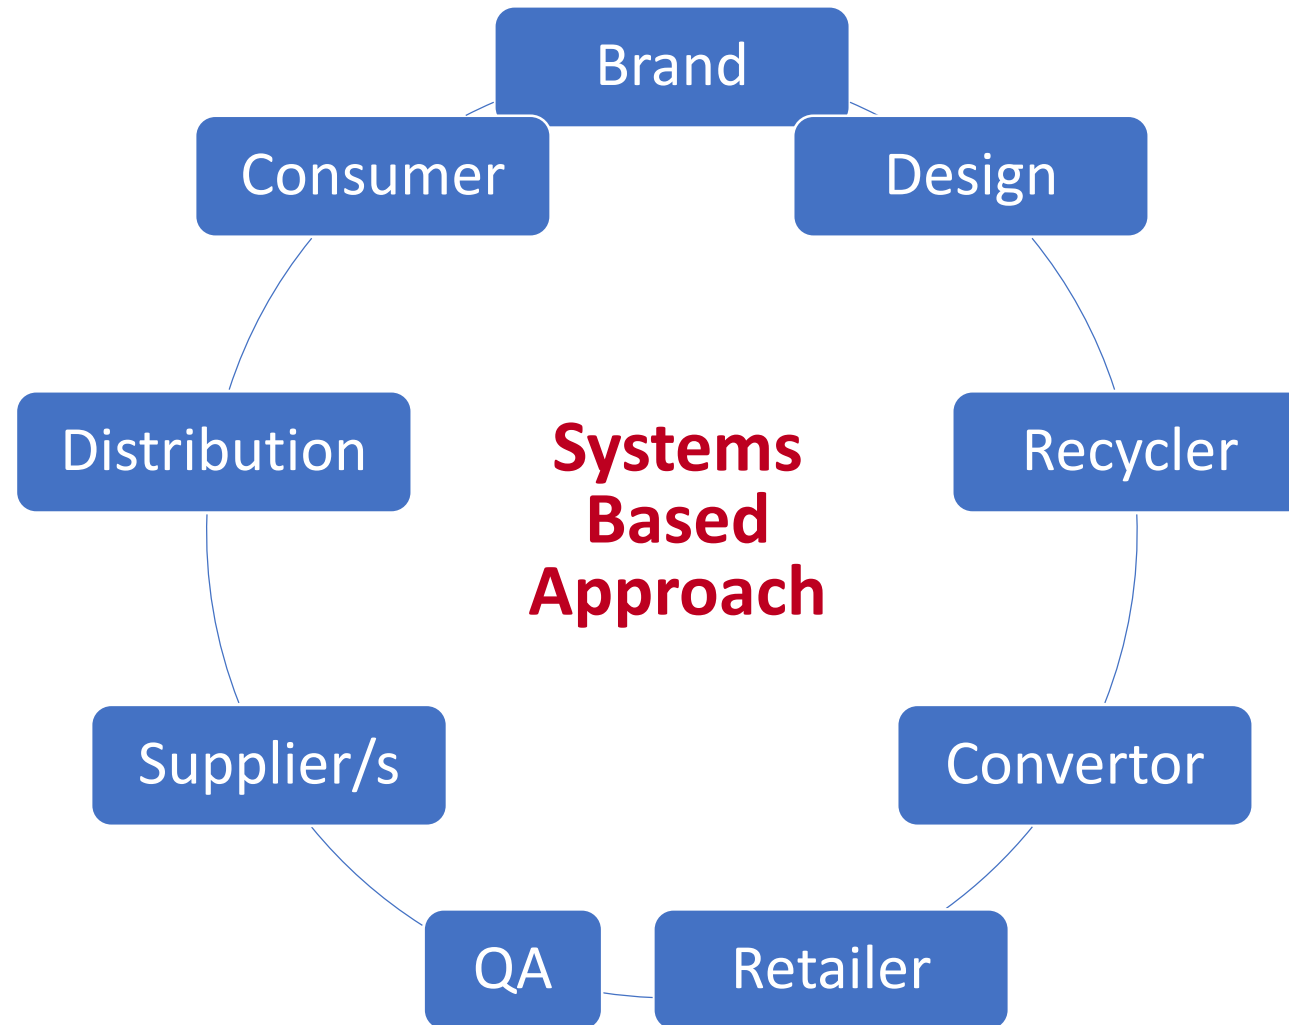 Brand
Consumer
Design
Distribution
Systems
Based
Approach
Recycler
Supplier/s
Convertor
QA
Retailer